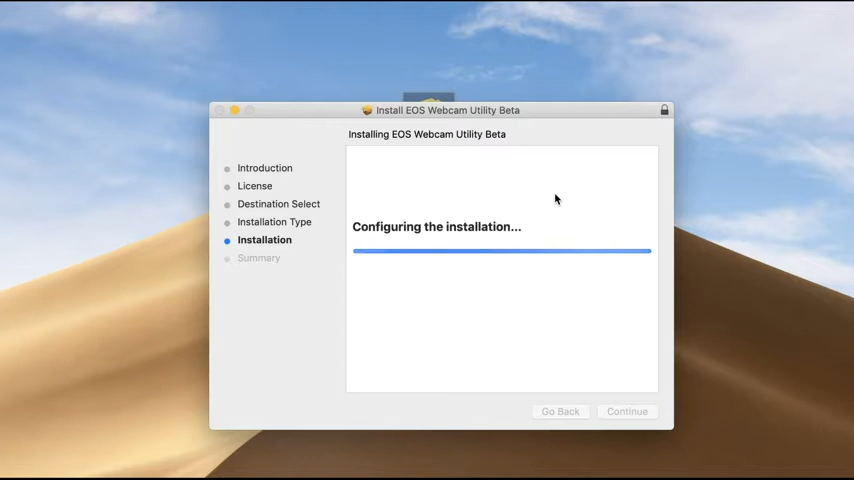 Install EOS Webcam Utility Beta
Installing EOS Webcam Utility Beta
Introduction
License
Destination Select
Installation Type
Installation
Summary
Configuring the installation...
Go Back
Continue